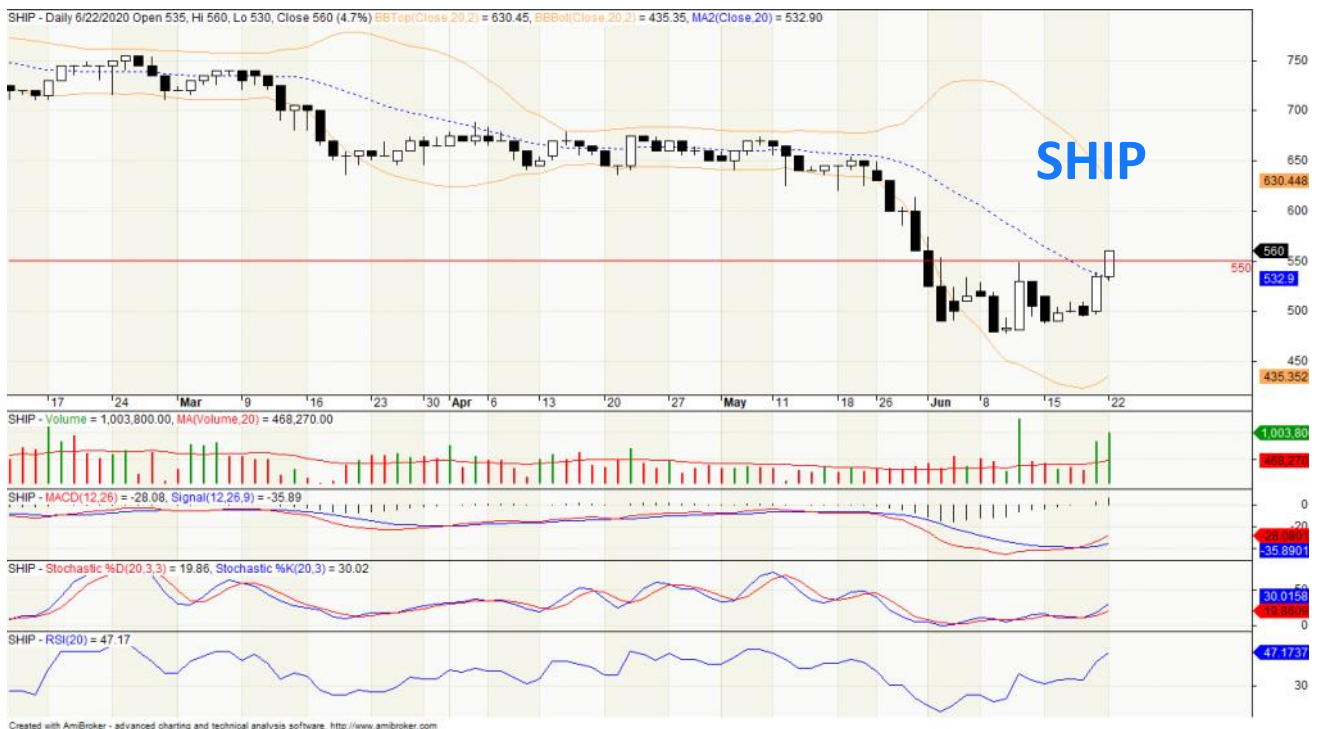 SHIP - Daily 6/22/2020 Open 535, Hi 560, Lo 530, Close 560 (4.7%) BBTop(Close,20,2) = 630.45, BBBot(Close,20,2) = 435.35, MA2(Close,20) = 532.90
750
700
SHIP
650
630.448
600
560
550
550
532.9
500
450
435.352
17 24 Mar 9 16 23 30 Apr 6 13 20 27 May 11 18 26 Jun 8 15 22
SHIP - Volume = 1,003,800.00, MA(Volume,20) = 468,270.00
1,003,80
468,270
SHIP - MACD(12,26) = -28.08, Signal(12,26,9) = -35.89
0
-20
-28.0801
-35.8901
SHIP - Stochastic %D(20,3,3) = 19.86, Stochastic %K(20,3) = 30.02
50
30.0158
0
SHIP - RSI(20) = 47.17
47.1737
30
Created with AmiBroker - advanced charting and technical analysis software. http://www.amibroker.com